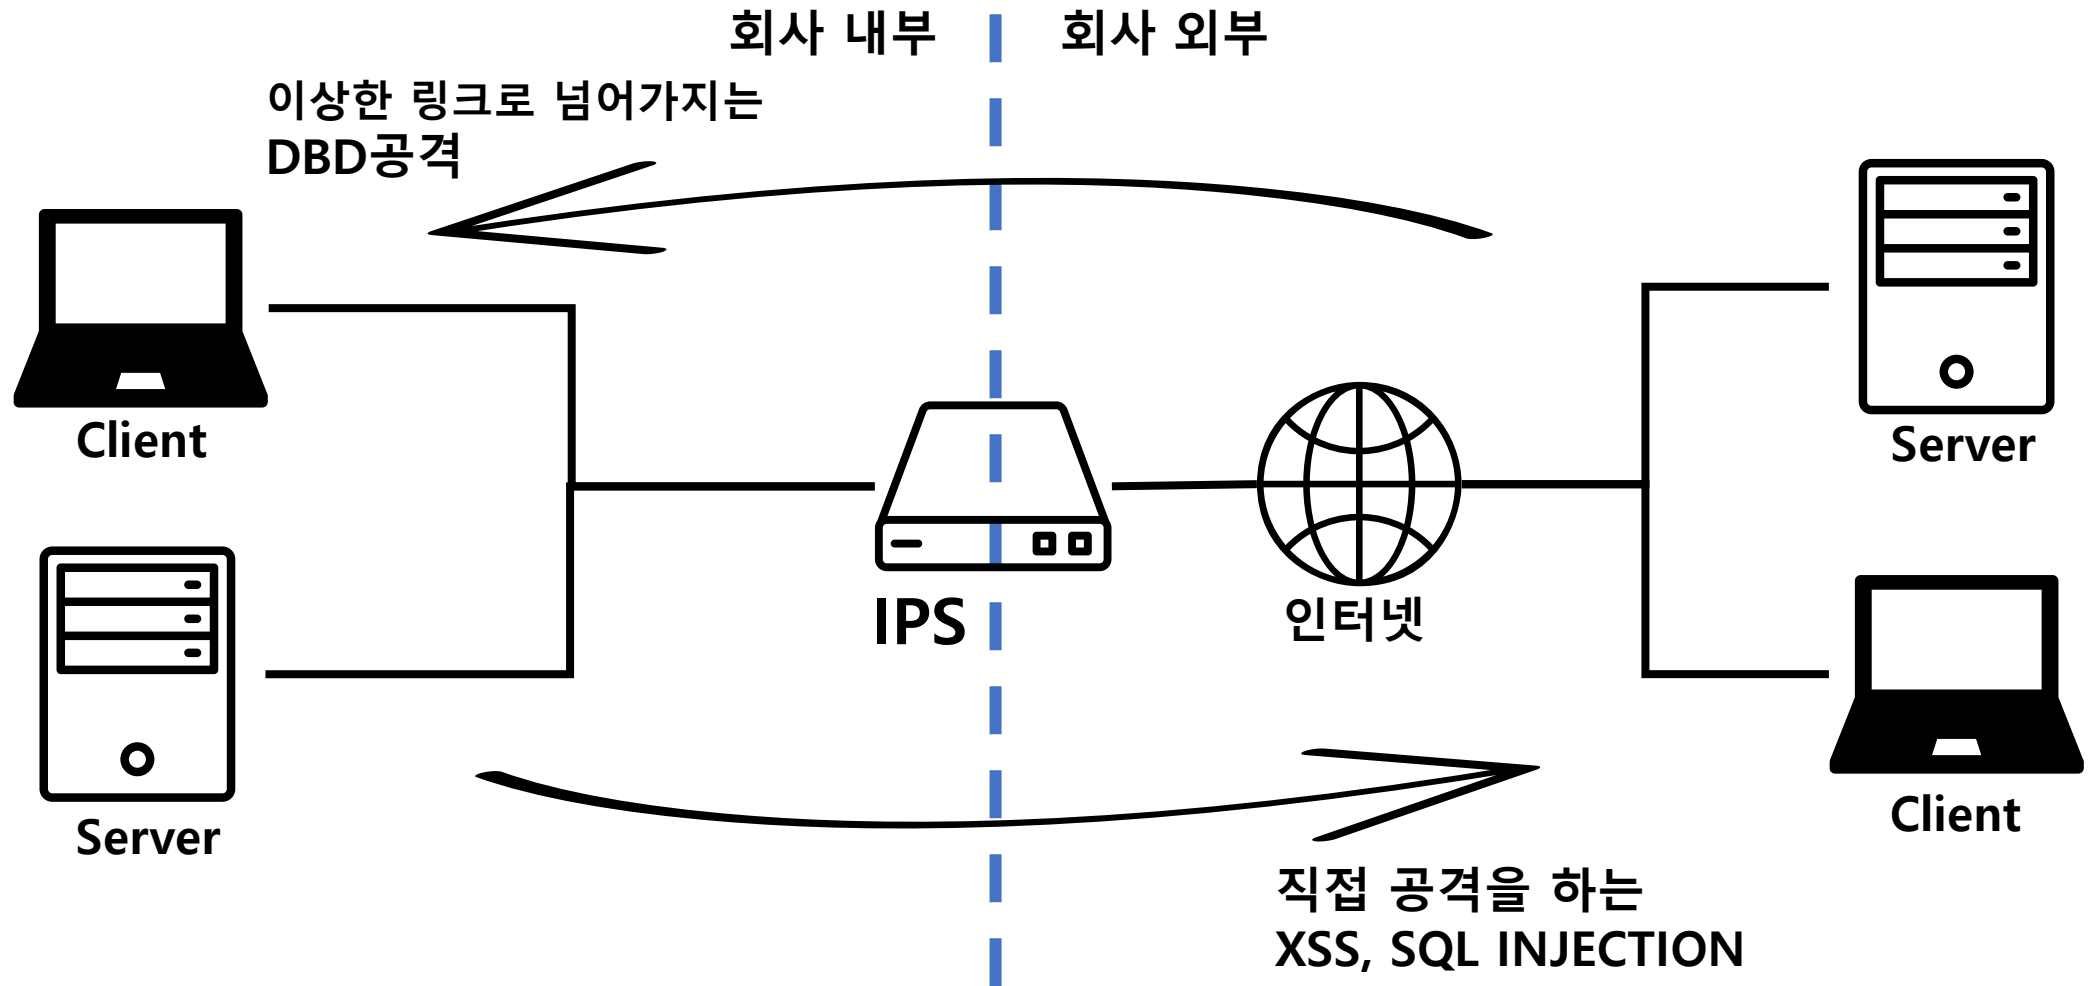 회사 내부
회사 외부
이상한 링크로 넘어가지는
DBD공격
Client
Server
IPS
인터넷
Server
Client
직접 공격을 하는
XSS, SQL INJECTION